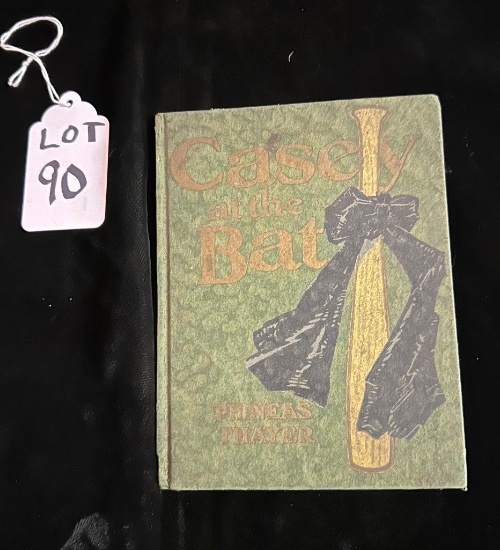 LOT
90
Casey
at the
Bat
PHINEAS
THAYER